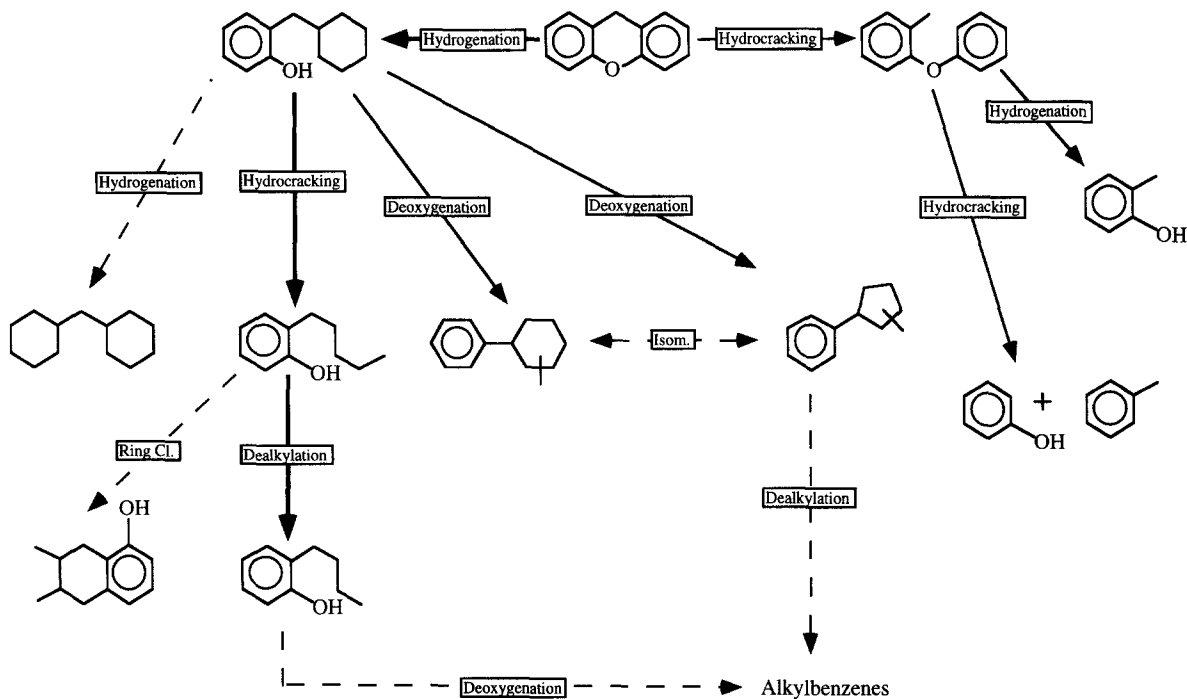 Hydrogenation
Hydrocracking
OH
O
O
Hydrogenation
Hydrogenation
Hydrocracking
Deoxygenation
Deoxygenation
Hydrocracking
OH
Isom.
OH
+
OH
Ring Cl.
Dealkylation
Dealkylation
OH
OH
Deoxygenation
Alkylbenzenes